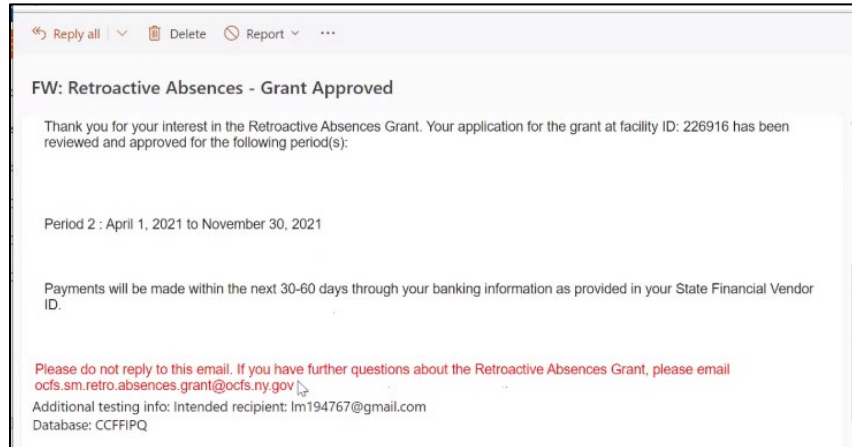 Reply all Delete Report ...
FW: Retroactive Absences - Grant Approved
Thank you for your interest in the Retroactive Absences Grant. Your application for the grant at facility ID: 226916 has been
reviewed and approved for the following period(s):
Period 2 : April 1, 2021 to November 30, 2021
Payments will be made within the next 30-60 days through your banking information as provided in your State Financial Vendor
ID.
Please do not reply to this email. If you have further questions about the Retroactive Absences Grant, please email
ocfs.sm.retro.absences.grant@ocfs.ny.gov
Additional testing info: Intended recipient: lm194767@gmail.com
Database: CCFFIPQ